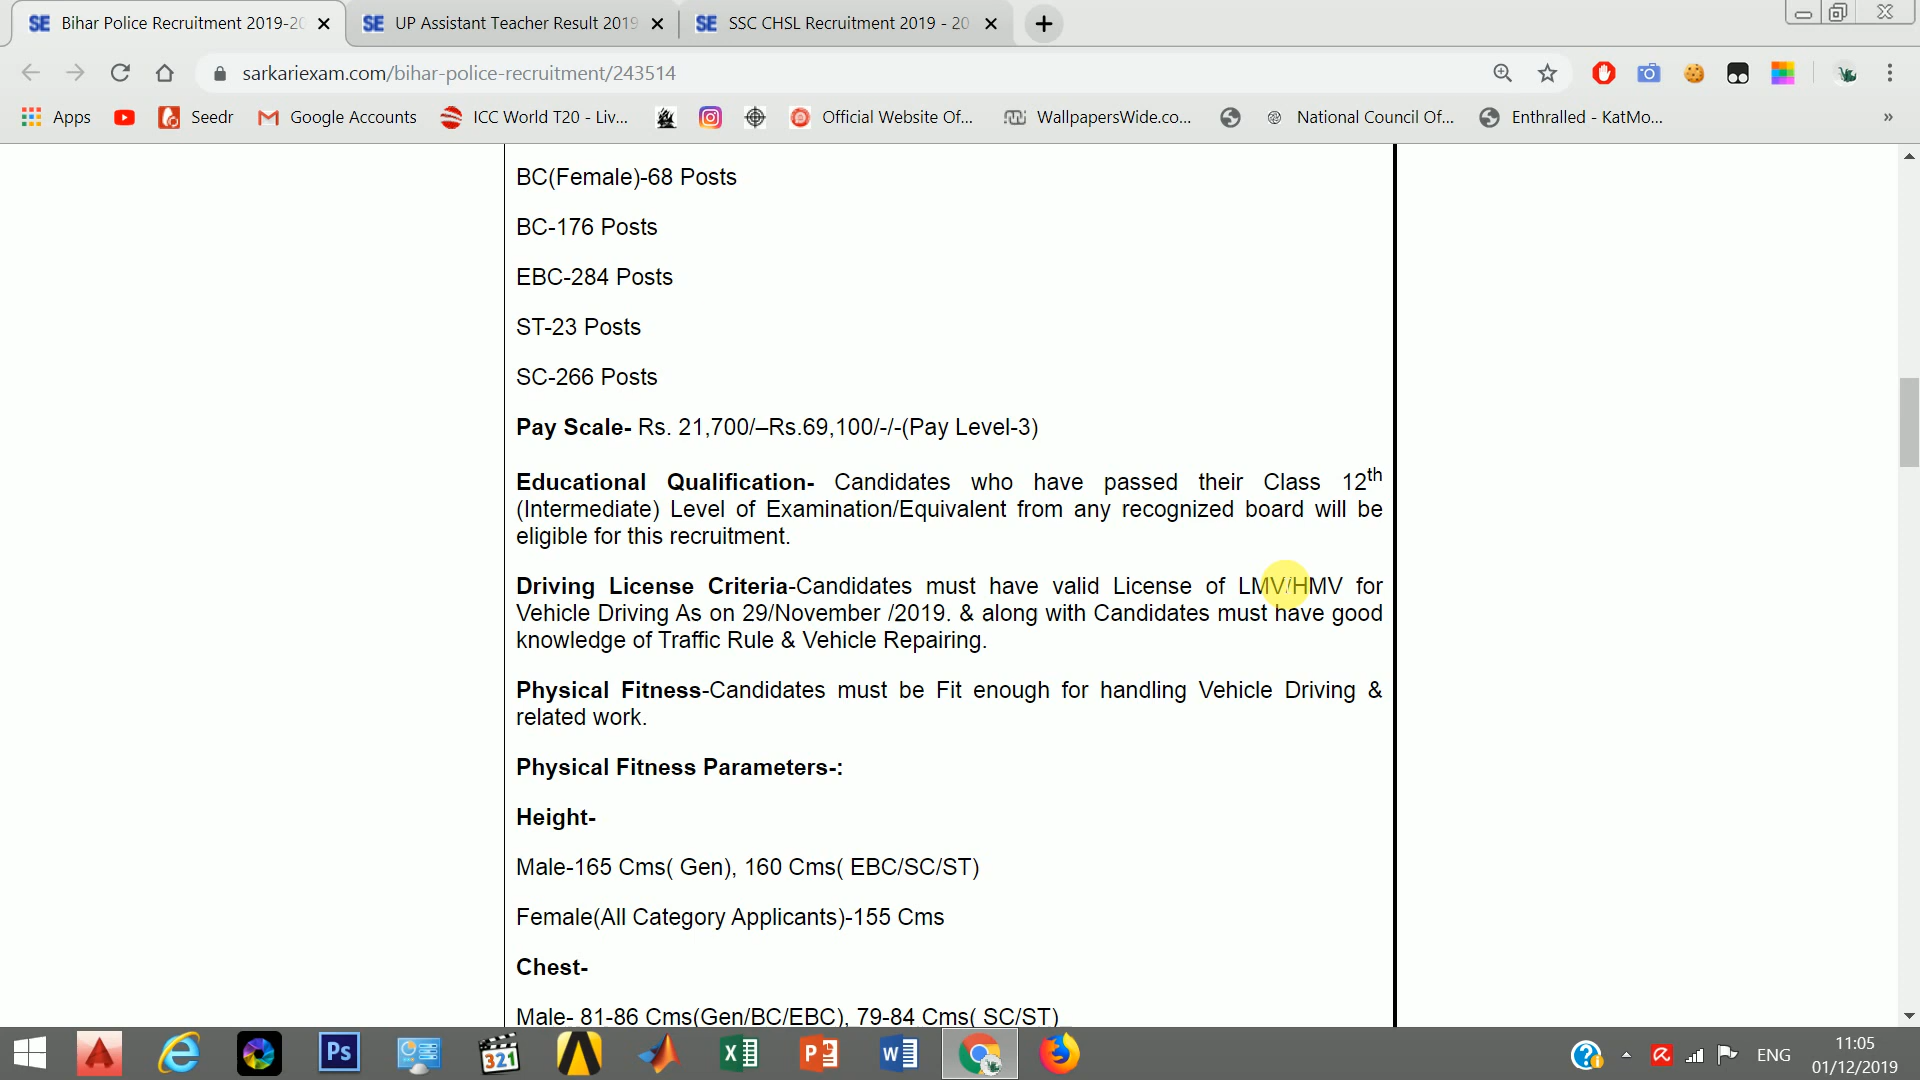 Bihar Police Recruitment 2019-20
UP Assistant Teacher Result 2019
SSC CHSL Recruitment 2019 - 20
sarkariexam.com/bihar-police-recruitment/243514
Apps
Seedr
Google Accounts
ICC World T20 - Liv...
Official Website Of...
WallpapersWide.co...
National Council Of...
Enthralled - KatMo...
»
BC(Female)-68 Posts
BC-176 Posts
EBC-284 Posts
ST-23 Posts
SC-266 Posts
Pay Scale- Rs. 21,700/–Rs.69,100/-/-(Pay Level-3)
Educational Qualification- Candidates who have passed their Class 12th
(Intermediate) Level of Examination/Equivalent from any recognized board will be
eligible for this recruitment.
Driving License Criteria-Candidates must have valid License of LMV/HMV for
Vehicle Driving As on 29/November /2019. & along with Candidates must have good
knowledge of Traffic Rule & Vehicle Repairing.
Physical Fitness-Candidates must be Fit enough for handling Vehicle Driving &
related work.
Physical Fitness Parameters-:
Height-
Male-165 Cms( Gen), 160 Cms( EBC/SC/ST)
Female(All Category Applicants)-155 Cms
Chest-
Male- 81-86 Cms(Gen/BC/EBC), 79-84 Cms( SC/ST)
Ps
321
ENG
11:05
01/12/2019